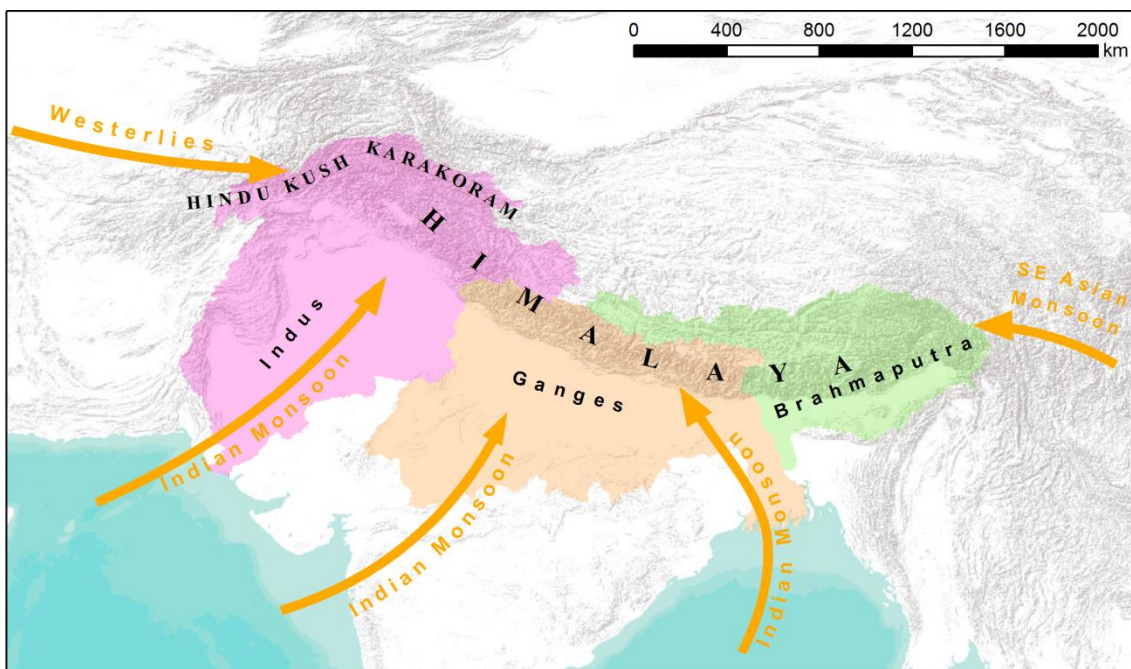 0 400 800 1200 1600 2000
km
Westerlies
HINDU KUSH
KARAKORAM
HIMALAYA
SE Asian
Monsoon
Indus
Ganges
Brahmaputra
Indian Monsoon
Indian Monsoon
Indian Monsoon